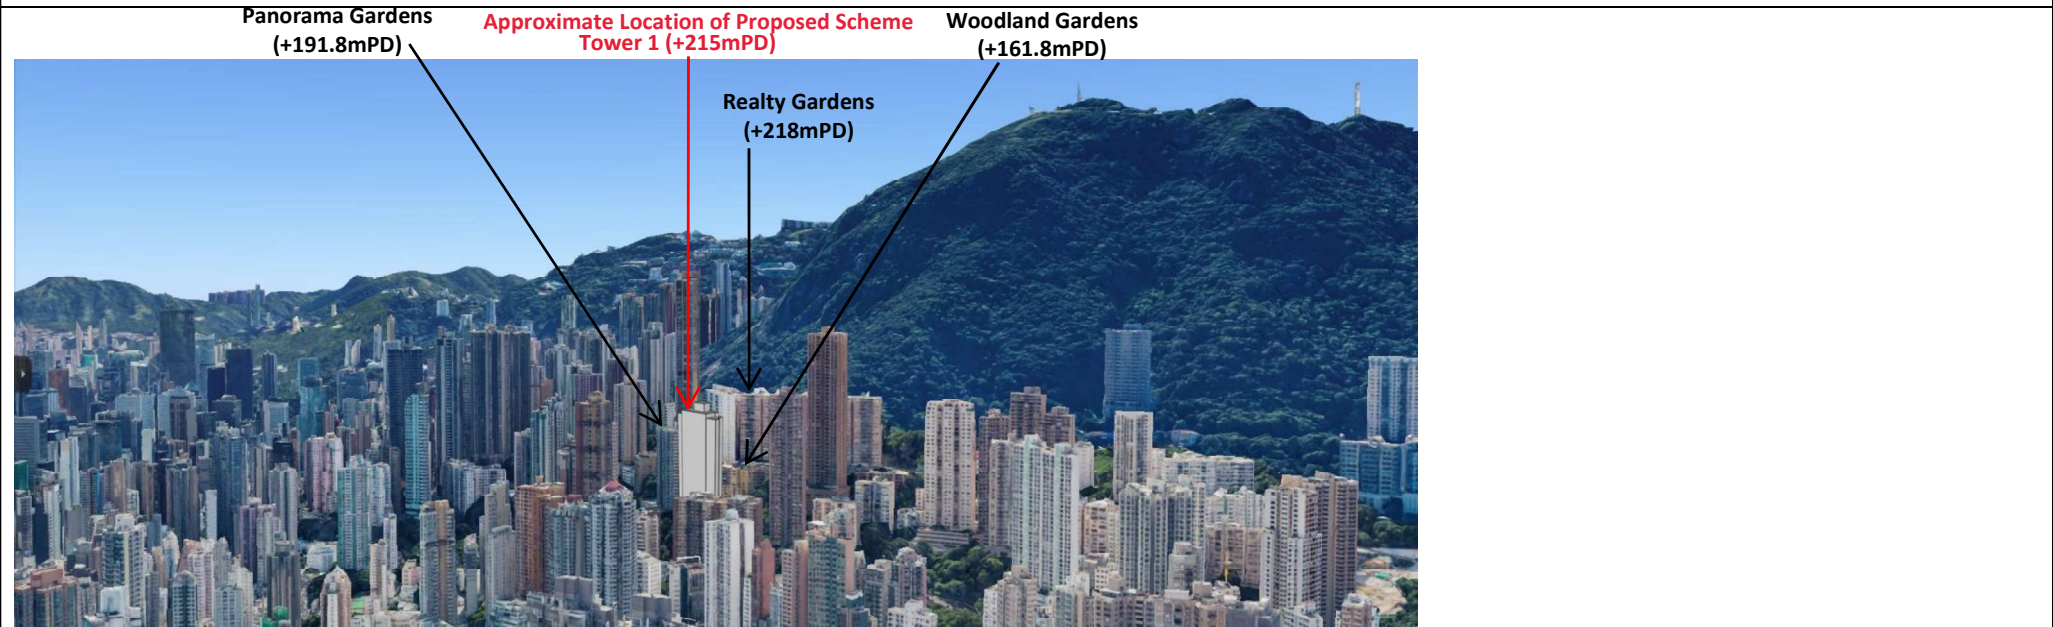 Panorama Gardens
(+191.8mPD)
Approximate Location of Proposed Scheme
Tower 1 (+215mPD)
Woodland Gardens
(+161.8mPD)
Realty Gardens
(+218mPD)